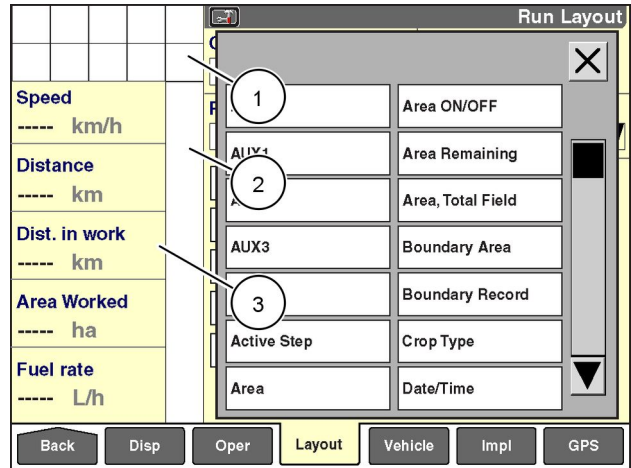 Run Layout
Speed
----- km/h
Distance
----- km
Dist. in work
----- km
Area Worked
----- ha
Fuel rate
----- L/h
1
2
3
Area ON/OFF
AUX1
Area Remaining
Area, Total Field
AUX3
Boundary Area
Boundary Record
Active Step
Crop Type
Area
Date/Time
Back
Disp
Oper
Layout
Vehicle
Impl
GPS